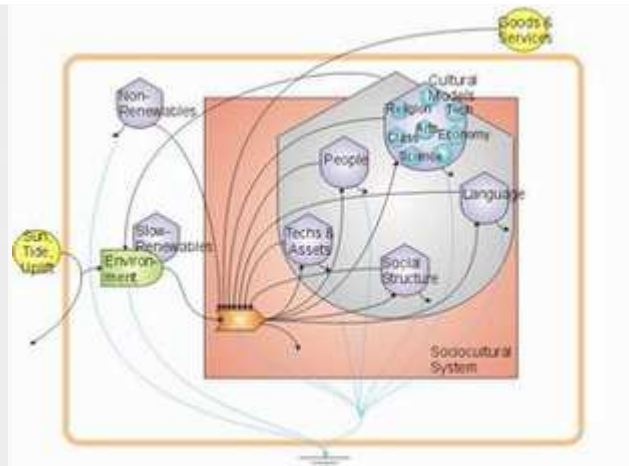 Goods &
Services
Non-
Renewables
Cultural
Models
Religion
Tech
Arts
Class
Economy
Science
People
Language
Slow-
Renewables
Sun,
Tide,
Uplift
Environ-
ment
Techs &
Assets
Social
Structure
Sociocultural
System